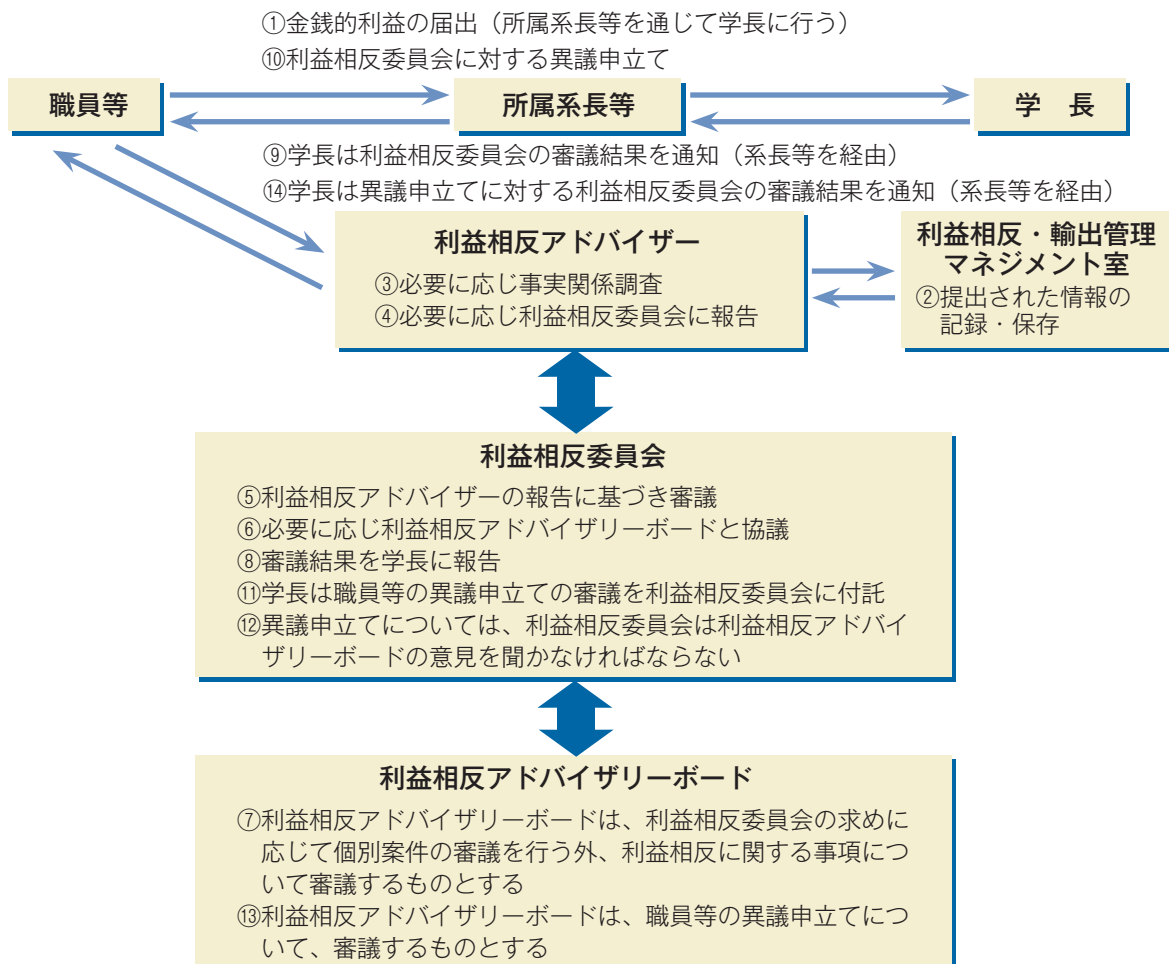 ①金銭的利益の届出（所属系長等を通じて学長に行う）
⑩利益相反委員会に対する異議申立て
職員等
所属系長等
学　長
⑨学長は利益相反委員会の審議結果を通知（系長等を経由）
⑭学長は異議申立てに対する利益相反委員会の審議結果を通知（系長等を経由）
利益相反アドバイザー
③必要に応じ事実関係調査
④必要に応じ利益相反委員会に報告
利益相反・輸出管理
マネジメント室
②提出された情報の
記録・保存
利益相反委員会
⑤利益相反アドバイザーの報告に基づき審議
⑥必要に応じ利益相反アドバイザリーボードと協議
⑧審議結果を学長に報告
⑪学長は職員等の異議申立ての審議を利益相反委員会に付託
⑫異議申立てについては、利益相反委員会は利益相反アドバイ
ザリーボードの意見を聞かなければならない
利益相反アドバイザリーボード
⑦利益相反アドバイザリーボードは、利益相反委員会の求めに
応じて個別案件の審議を行う外、利益相反に関する事項につ
いて審議するものとする
⑬利益相反アドバイザリーボードは、職員等の異議申立てにつ
いて、審議するものとする